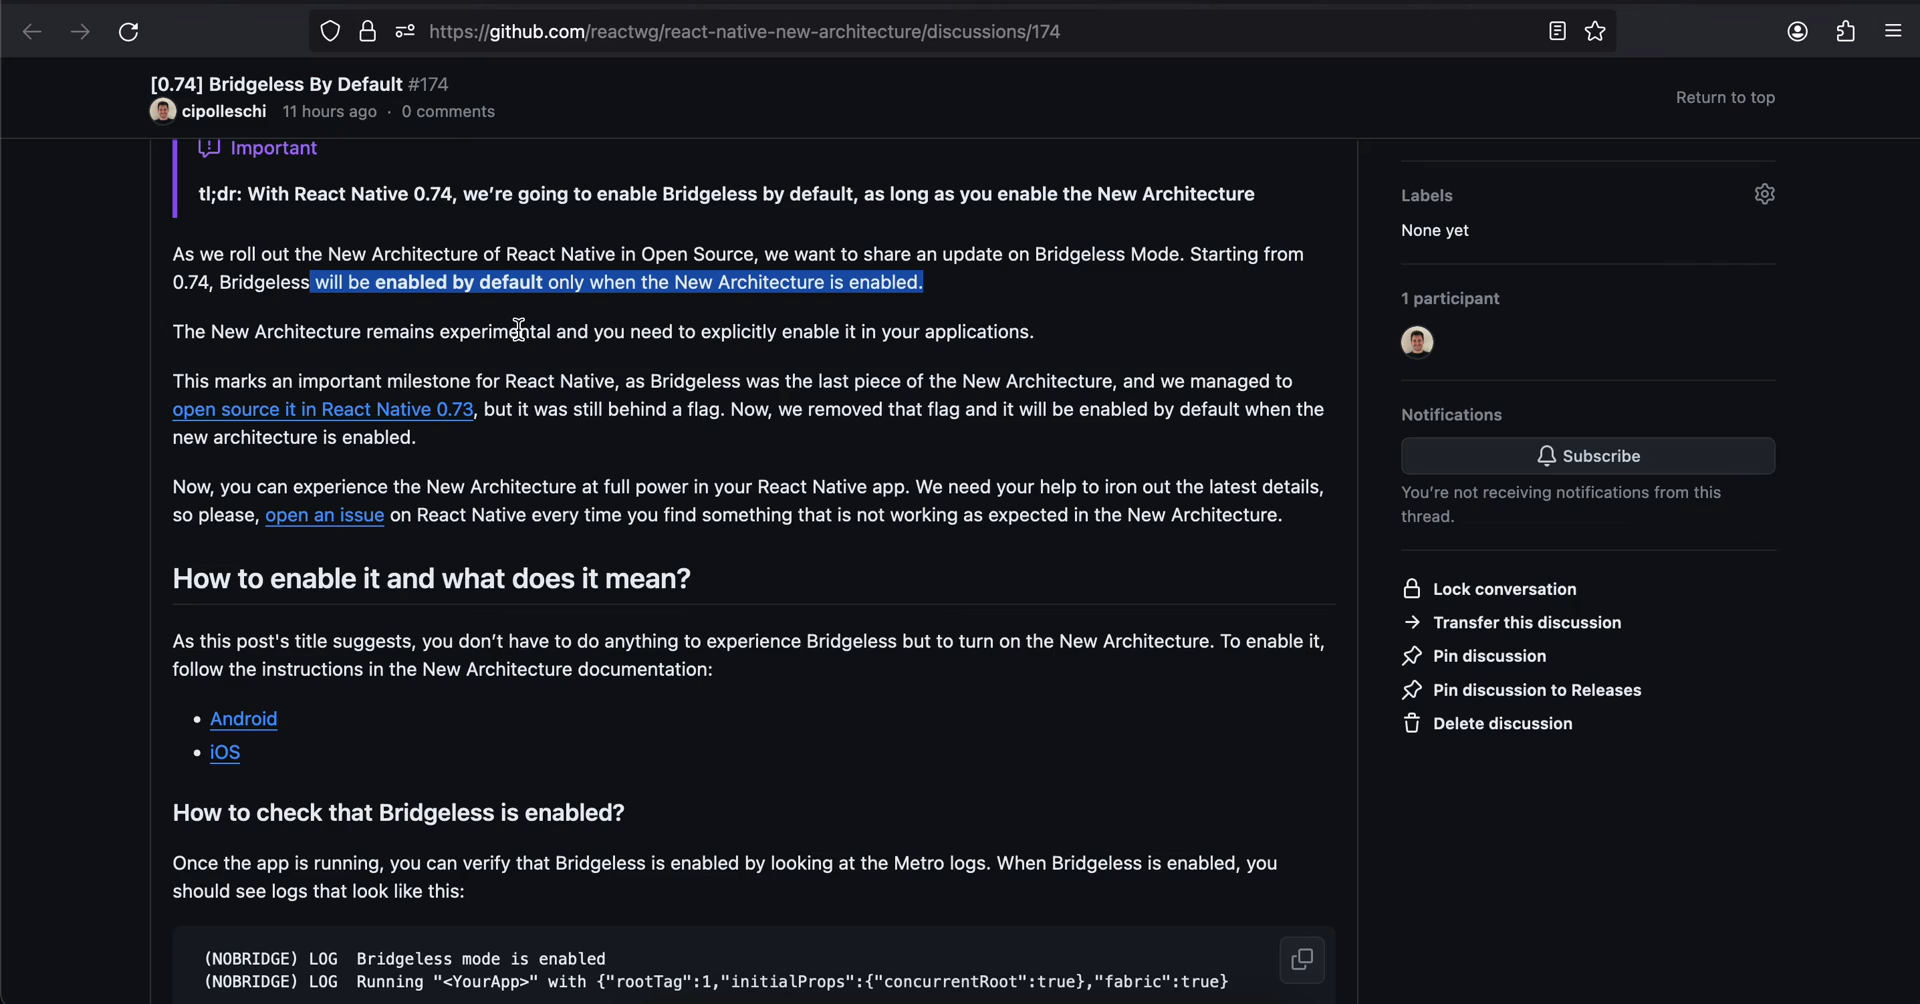 https://github.com/reactwg/react-native-new-architecture/discussions/174
[0.74] Bridgeless By Default #174
cipolleschi 11 hours ago · 0 comments
Return to top
Important
tl;dr: With React Native 0.74, we’re going to enable Bridgeless by default, as long as you enable the New Architecture
As we roll out the New Architecture of React Native in Open Source, we want to share an update on Bridgeless Mode. Starting from
0.74, Bridgeless will be enabled by default only when the New Architecture is enabled.
The New Architecture remains experimental and you need to explicitly enable it in your applications.
This marks an important milestone for React Native, as Bridgeless was the last piece of the New Architecture, and we managed to
open source it in React Native 0.73, but it was still behind a flag. Now, we removed that flag and it will be enabled by default when the
new architecture is enabled.
Now, you can experience the New Architecture at full power in your React Native app. We need your help to iron out the latest details,
so please, open an issue on React Native every time you find something that is not working as expected in the New Architecture.
How to enable it and what does it mean?
As this post's title suggests, you don’t have to do anything to experience Bridgeless but to turn on the New Architecture. To enable it,
follow the instructions in the New Architecture documentation:
• Android
• iOS
How to check that Bridgeless is enabled?
Once the app is running, you can verify that Bridgeless is enabled by looking at the Metro logs. When Bridgeless is enabled, you
should see logs that look like this:
(NOBRIDGE) LOG  Bridgeless mode is enabled
(NOBRIDGE) LOG  Running "<YourApp>" with {"rootTag":1,"initialProps":{"concurrentRoot":true},"fabric":true}
Labels
None yet
1 participant
Notifications
Subscribe
You’re not receiving notifications from this
thread.
Lock conversation
Transfer this discussion
Pin discussion
Pin discussion to Releases
Delete discussion